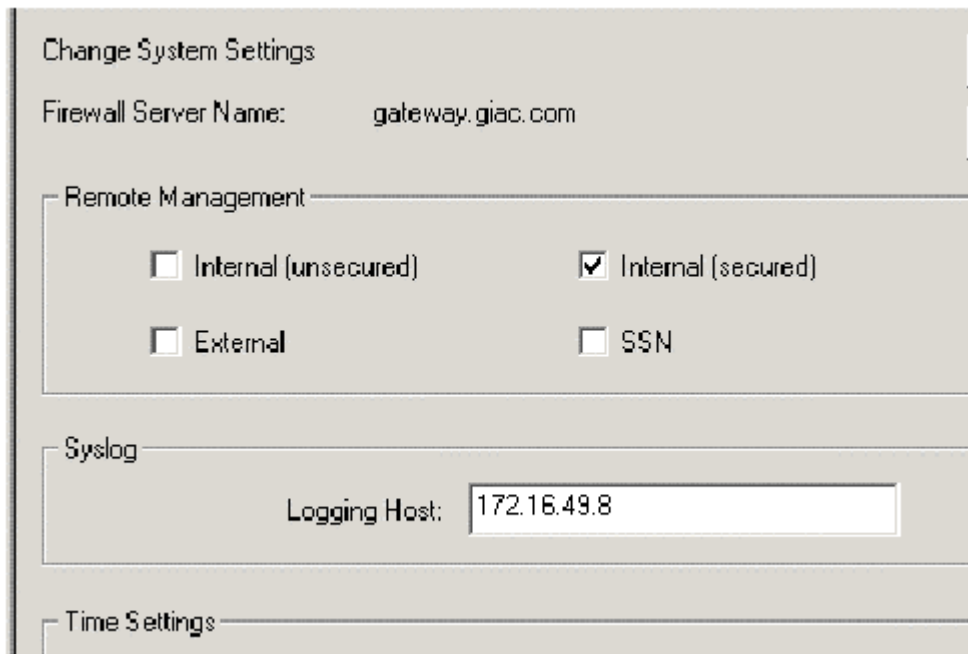 Change System Settings
Firewall Server Name: gateway.giac.com
Remote Management
Internal (unsecured) Internal (secured)
External SSN
Syslog
Logging Host: 172.16.49.8
Time Settings